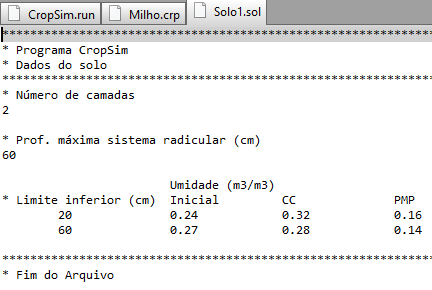 CropSim.run Milho.crp Solo1.sol
**************************************************************
* Programa CropSim
* Dados do solo
**************************************************************
* Número de camadas
2
* Prof. máxima sistema radicular (cm)
60
Umidade (m3/m3)
* Limite inferior (cm) Inicial CC PMP
20 0.24 0.32 0.16
60 0.27 0.28 0.14
**************************************************************
* Fim do Arquivo